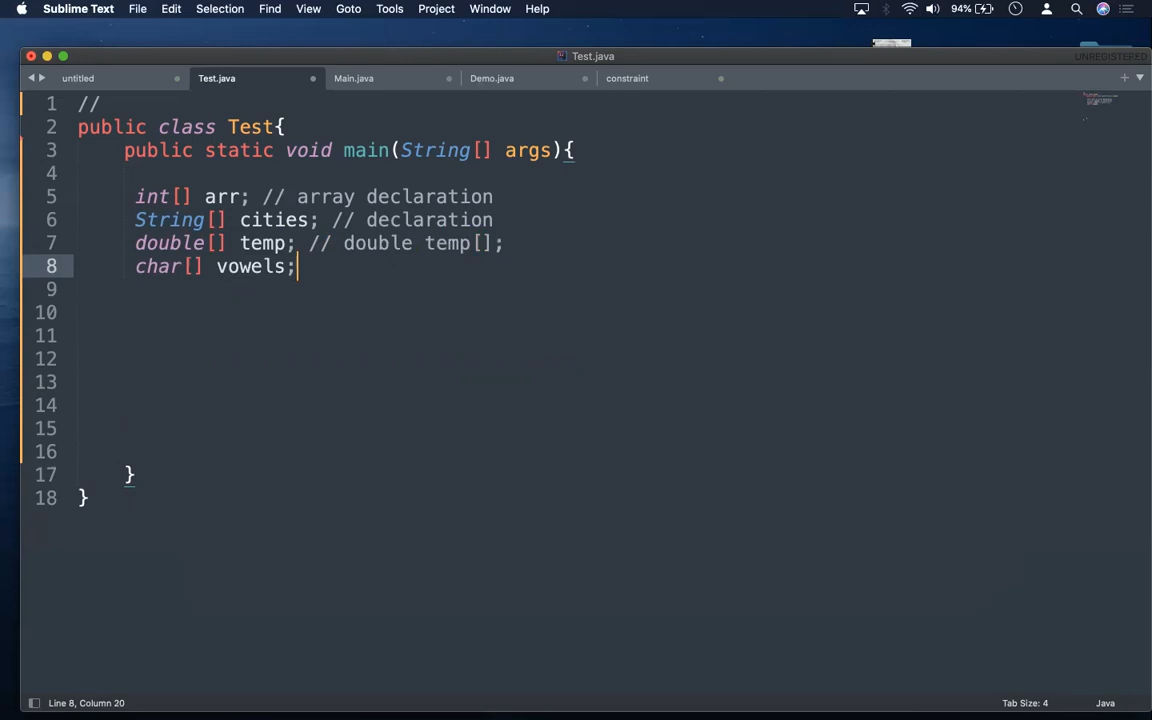 Sublime Text File Edit Selection Find View Goto Tools Project Window Help 94%
Test.java UNREGISTERED
untitled Test.java Main.java Demo.java constraint
1 //
2 public class Test{
3 public static void main(String[] args){
4
5 int[] arr; // array declaration
6 String[] cities; // declaration
7 double[] temp; // double temp[];
8 char[] vowels;
9
10
11
12
13
14
15
16
17 }
18 }
Line 8, Column 20 Tab Size: 4 Java